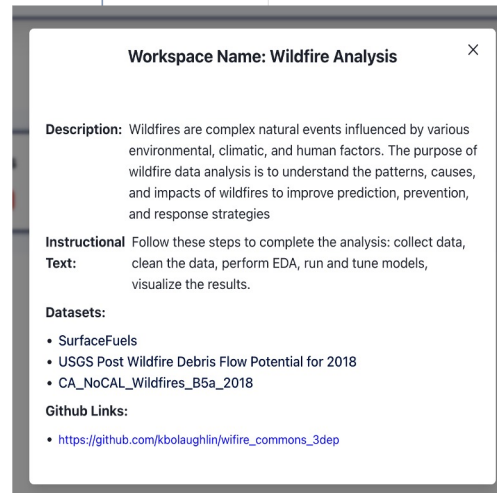 Workspace Name: Wildfire Analysis
Description: Wildfires are complex natural events influenced by various
environmental, climatic, and human factors. The purpose of
wildfire data analysis is to understand the patterns, causes,
and impacts of wildfires to improve prediction, prevention,
and response strategies
Instructional Follow these steps to complete the analysis: collect data,
Text: clean the data, perform EDA, run and tune models,
visualize the results.
Datasets:
• SurfaceFuels
• USGS Post Wildfire Debris Flow Potential for 2018
• CA_NoCAL_Wildfires_B5a_2018
Github Links:
• https://github.com/kbolaughlin/wifire_commons_3dep